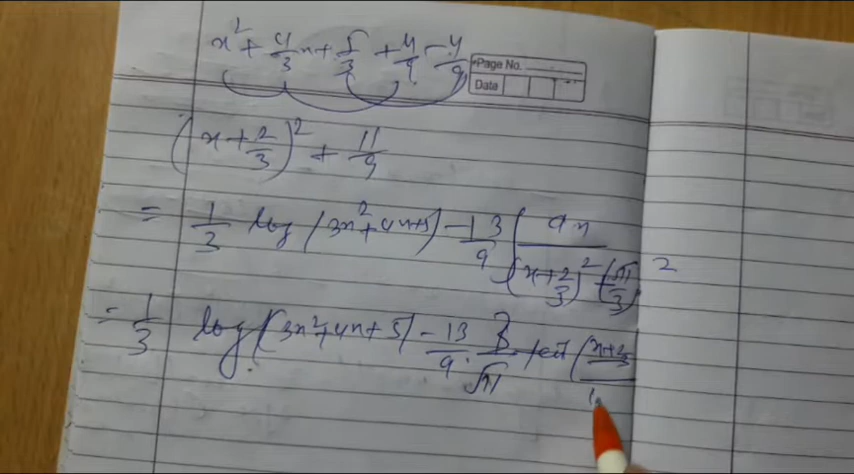 x² + 4/3 x + 5/3 + 4/9 - 4/9
Page No.
Date
(x + 2/3)² + 11/9
= 1/3 log (3x² + 4x + 5) - 13/9 ∫ dx / (x + 2/3)² + (√11/3)²
= 1/3 log (3x² + 4x + 5) - 13/9 · 3/√11 tan⁻¹ (x + 2/3